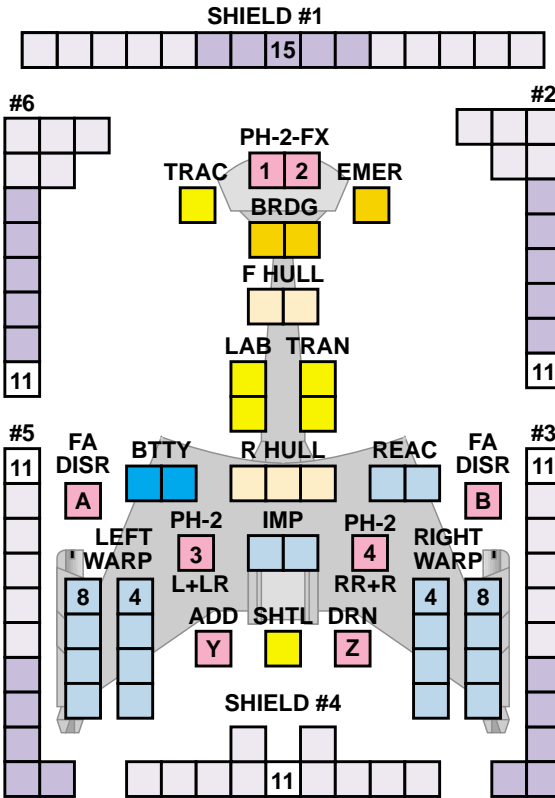 SHIELD #1
15
#6
#2
PH-2-FX
1 2
TRAC
EMER
BRDG
F HULL
LAB TRAN
11
11
#5
#3
FA DISR
BTTY
R HULL
REAC
FA DISR
11
11
A
B
LEFT WARP
PH-2
IMP
PH-2
RIGHT WARP
3
4
L+LR
RR+R
8 4
4 8
ADD SHTL DRN
Y
Z
SHIELD #4
11